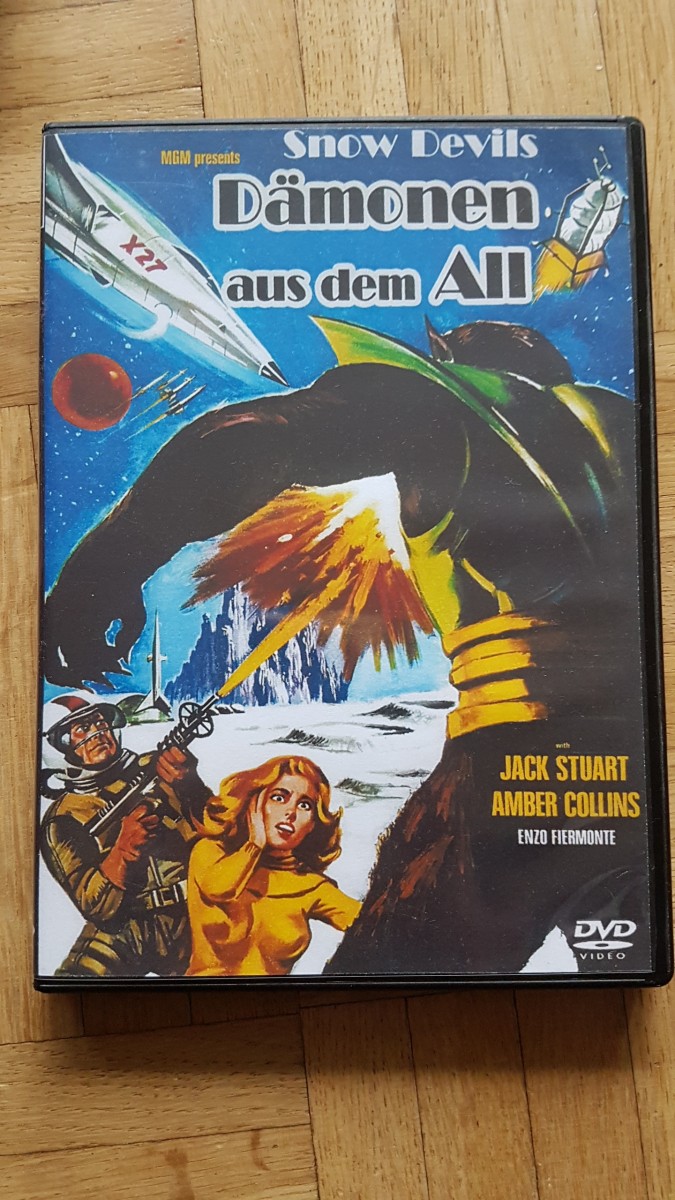 MGM presents
Snow Devils
Dämonen
aus dem All
X27
with
JACK STUART
AMBER COLLINS
ENZO FIERMONTE
DVD
VIDEO